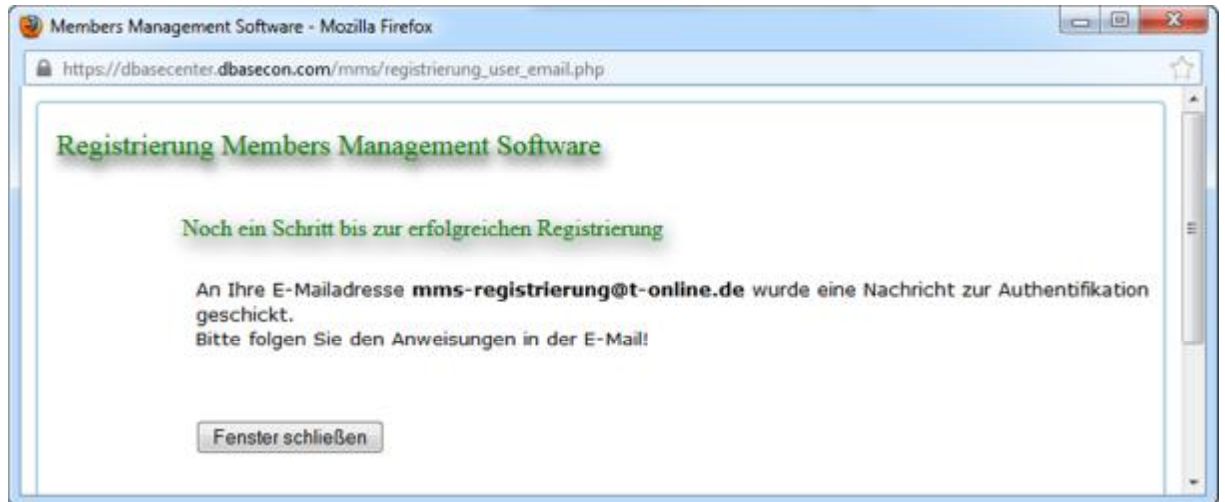 Members Management Software - Mozilla Firefox
https://dbasecenter.dbasecon.com/mms/registrierung_user_email.php
Registrierung Members Management Software
Noch ein Schritt bis zur erfolgreichen Registrierung
An Ihre E-Mailadresse mms-registrierung@t-online.de wurde eine Nachricht zur Authentifikation
geschickt.
Bitte folgen Sie den Anweisungen in der E-Mail!
Fenster schließen